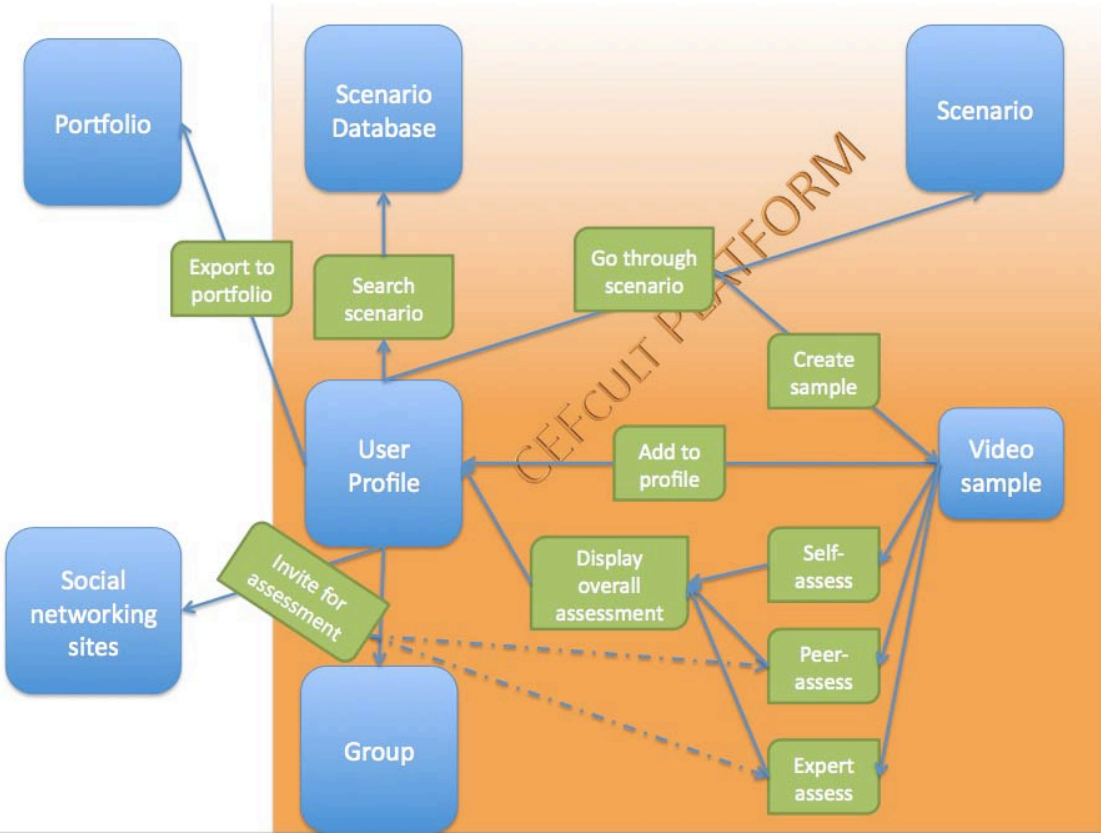 Portfolio
Scenario
Database
Scenario
CEFCULT PLATFORM
Export to
portfolio
Search
scenario
Go through
scenario
Create
sample
User
Profile
Add to
profile
Video
sample
Social
networking
sites
Invite for
assessment
Display
overall
assessment
Self-
assess
Peer-
assess
Group
Expert
assess